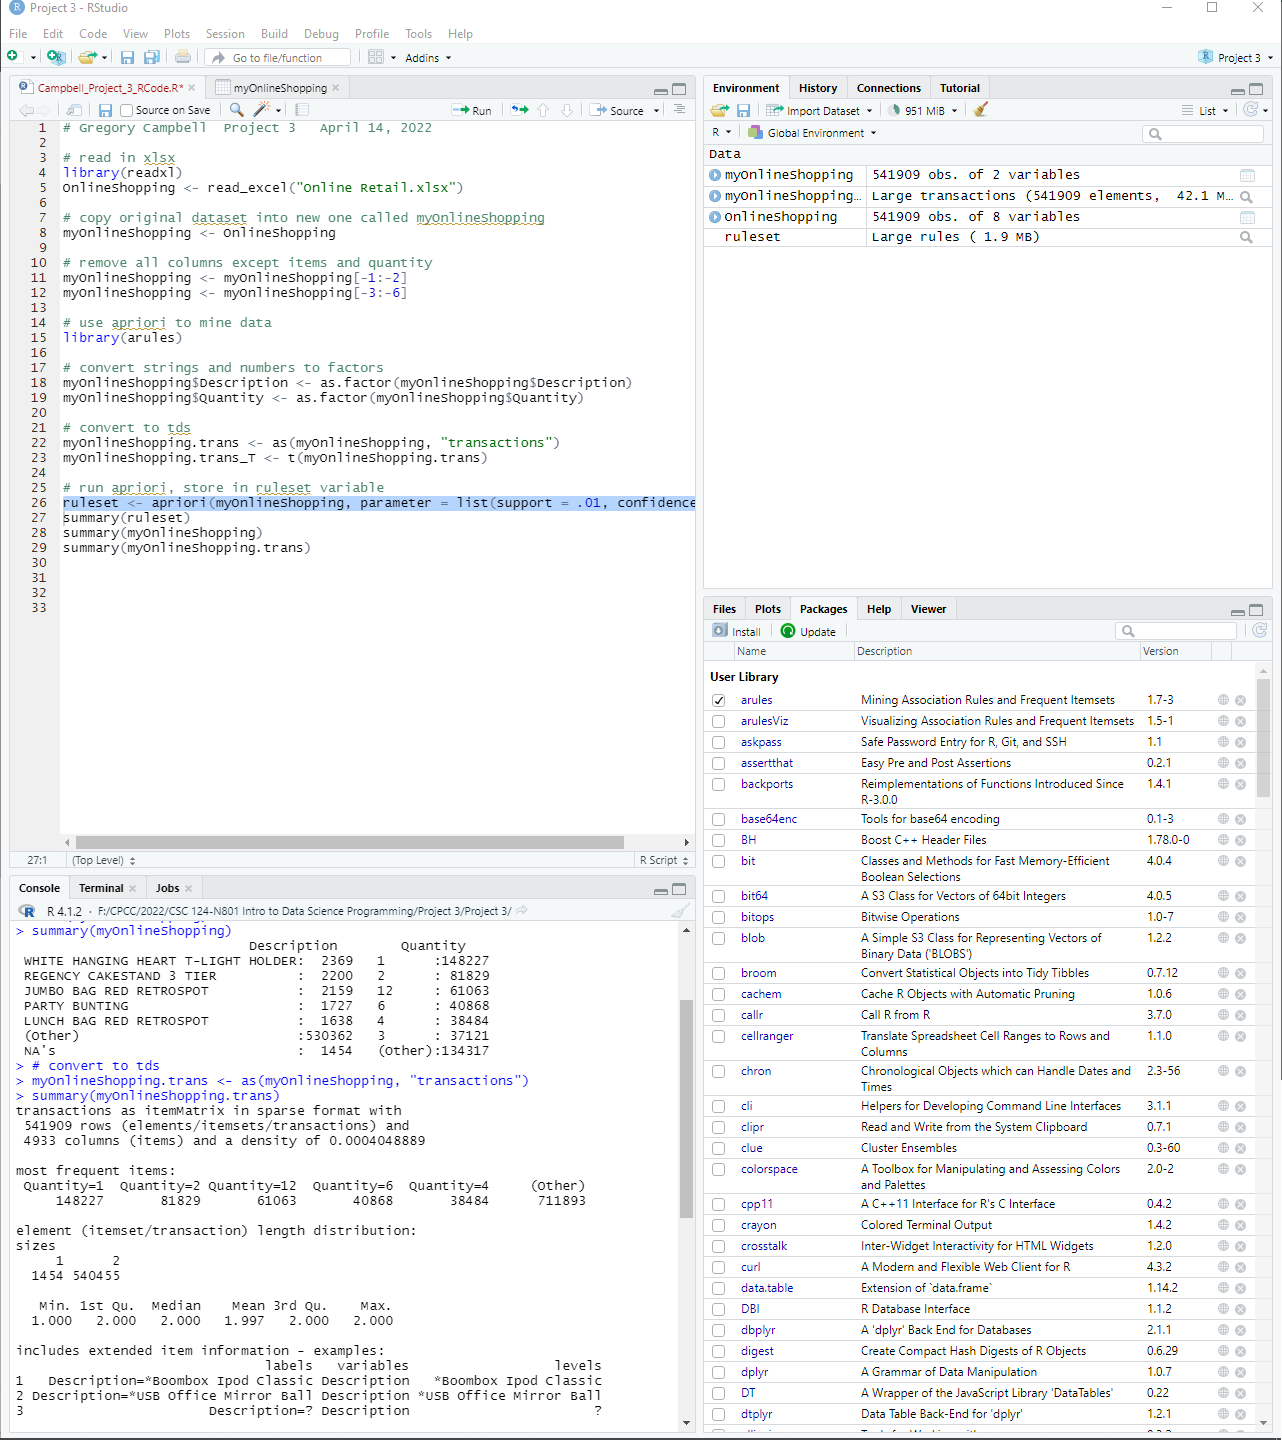 Project 3 - RStudio
File Edit Code View Plots Session Build Debug Profile Tools Help
Go to file/function Addins Project 3
Campbell_Project_3_RCode.R* myOnlineShopping
Source on Save Run Source
1 # Gregory Campbell  Project 3   April 14, 2022
2
3 # read in xlsx
4 library(readxl)
5 OnlineShopping <- read_excel("Online Retail.xlsx")
6
7 # copy original dataset into new one called myOnlineShopping
8 myOnlineShopping <- OnlineShopping
9
10 # remove all columns except items and quantity
11 myOnlineShopping <- myOnlineShopping[-1:-2]
12 myOnlineShopping <- myOnlineShopping[-3:-6]
13
14 # use apriori to mine data
15 library(arules)
16
17 # convert strings and numbers to factors
18 myOnlineShopping$Description <- as.factor(myOnlineShopping$Description)
19 myOnlineShopping$Quantity <- as.factor(myOnlineShopping$Quantity)
20
21 # convert to tds
22 myOnlineShopping.trans <- as(myOnlineShopping, "transactions")
23 myOnlineShopping.trans_T <- t(myOnlineShopping.trans)
24
25 # run apriori, store in ruleset variable
26 ruleset <- apriori(myOnlineShopping, parameter = list(support = .01, confidence
27 summary(ruleset)
28 summary(myOnlineShopping)
29 summary(myOnlineShopping.trans)
30
31
32
33
27:1 (Top Level) R Script
Console Terminal Jobs
R 4.1.2 · F:/CPCC/2022/CSC 124-N801 Intro to Data Science Programming/Project 3/Project 3/
> summary(myOnlineShopping)
Description Quantity
WHITE HANGING HEART T-LIGHT HOLDER: 2369 1 :148227
REGENCY CAKESTAND 3 TIER : 2200 2 : 81829
JUMBO BAG RED RETROSPOT : 2159 12 : 61063
PARTY BUNTING : 1727 6 : 40868
LUNCH BAG RED RETROSPOT : 1638 4 : 38484
(Other) :530362 3 : 37121
NA's : 1454 (Other):134317
> # convert to tds
> myOnlineShopping.trans <- as(myOnlineShopping, "transactions")
> summary(myOnlineShopping.trans)
transactions as itemMatrix in sparse format with
541909 rows (elements/itemsets/transactions) and
4933 columns (items) and a density of 0.0004048889
most frequent items:
Quantity=1 Quantity=2 Quantity=12 Quantity=6 Quantity=4 (Other)
148227 81829 61063 40868 38484 711893
element (itemset/transaction) length distribution:
sizes
1 2
1454 540455
Min. 1st Qu. Median Mean 3rd Qu. Max.
1.000 2.000 2.000 1.997 2.000 2.000
includes extended item information - examples:
labels variables levels
1 Description=*Boombox Ipod Classic Description *Boombox Ipod Classic
2 Description=*USB Office Mirror Ball Description *USB Office Mirror Ball
3 Description=? Description ?
Environment History Connections Tutorial
Import Dataset 951 MiB List
R Global Environment
Data
myOnlineShopping 541909 obs. of 2 variables
myOnlineShopping… Large transactions (541909 elements, 42.1 M…
OnlineShopping 541909 obs. of 8 variables
ruleset Large rules ( 1.9 MB)
Files Plots Packages Help Viewer
Install Update
Name Description Version
User Library
arules Mining Association Rules and Frequent Itemsets 1.7-3
arulesViz Visualizing Association Rules and Frequent Itemsets 1.5-1
askpass Safe Password Entry for R, Git, and SSH 1.1
assertthat Easy Pre and Post Assertions 0.2.1
backports Reimplementations of Functions Introduced Since 1.4.1
R-3.0.0
base64enc Tools for base64 encoding 0.1-3
BH Boost C++ Header Files 1.78.0-0
bit Classes and Methods for Fast Memory-Efficient 4.0.4
Boolean Selections
bit64 A S3 Class for Vectors of 64bit Integers 4.0.5
bitops Bitwise Operations 1.0-7
blob A Simple S3 Class for Representing Vectors of 1.2.2
Binary Data ('BLOBS')
broom Convert Statistical Objects into Tidy Tibbles 0.7.12
cachem Cache R Objects with Automatic Pruning 1.0.6
callr Call R from R 3.7.0
cellranger Translate Spreadsheet Cell Ranges to Rows and 1.1.0
Columns
chron Chronological Objects which can Handle Dates and 2.3-56
Times
cli Helpers for Developing Command Line Interfaces 3.1.1
clipr Read and Write from the System Clipboard 0.7.1
clue Cluster Ensembles 0.3-60
colorspace A Toolbox for Manipulating and Assessing Colors 2.0-2
and Palettes
cpp11 A C++11 Interface for R's C Interface 0.4.2
crayon Colored Terminal Output 1.4.2
crosstalk Inter-Widget Interactivity for HTML Widgets 1.2.0
curl A Modern and Flexible Web Client for R 4.3.2
data.table Extension of `data.frame` 1.14.2
DBI R Database Interface 1.1.2
dbplyr A 'dplyr' Back End for Databases 2.1.1
digest Create Compact Hash Digests of R Objects 0.6.29
dplyr A Grammar of Data Manipulation 1.0.7
DT A Wrapper of the JavaScript Library 'DataTables' 0.22
dtplyr Data Table Back-End for 'dplyr' 1.2.1